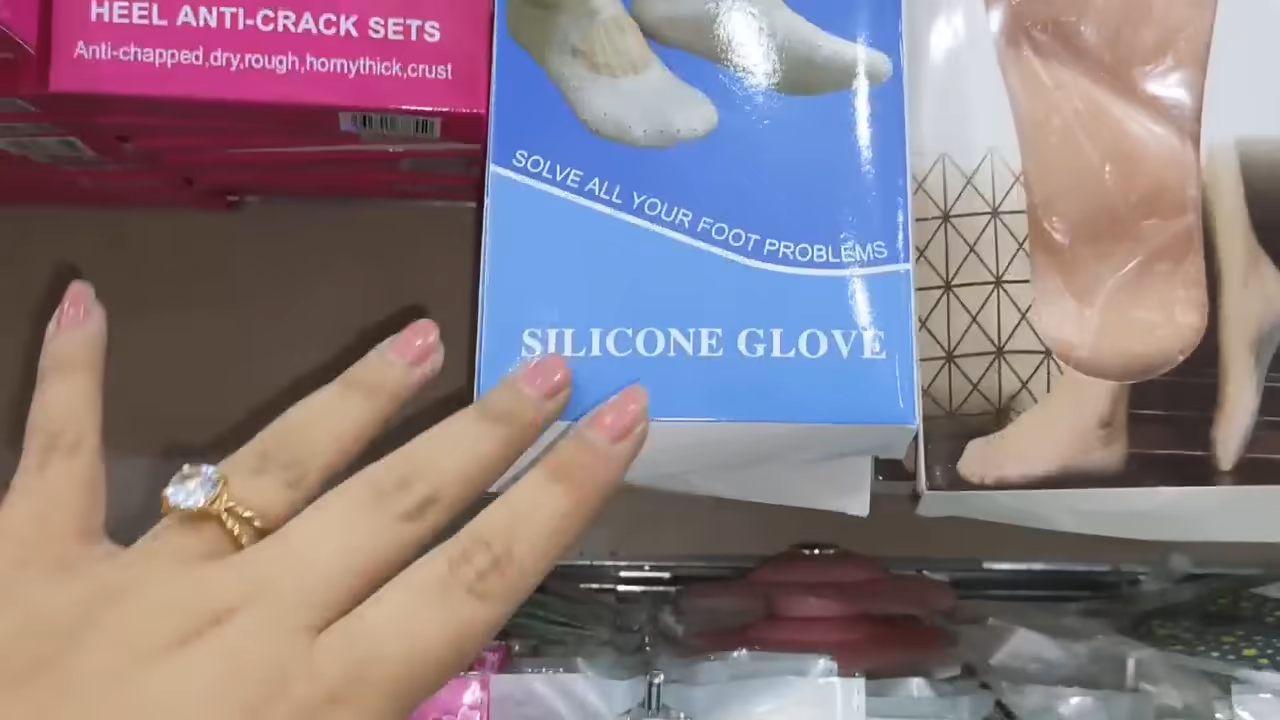 HEEL ANTI-CRACK SETS
Anti-chapped,dry,rough,hornythick,crust
SOLVE ALL YOUR FOOT PROBLEMS
SILICONE GLOVE